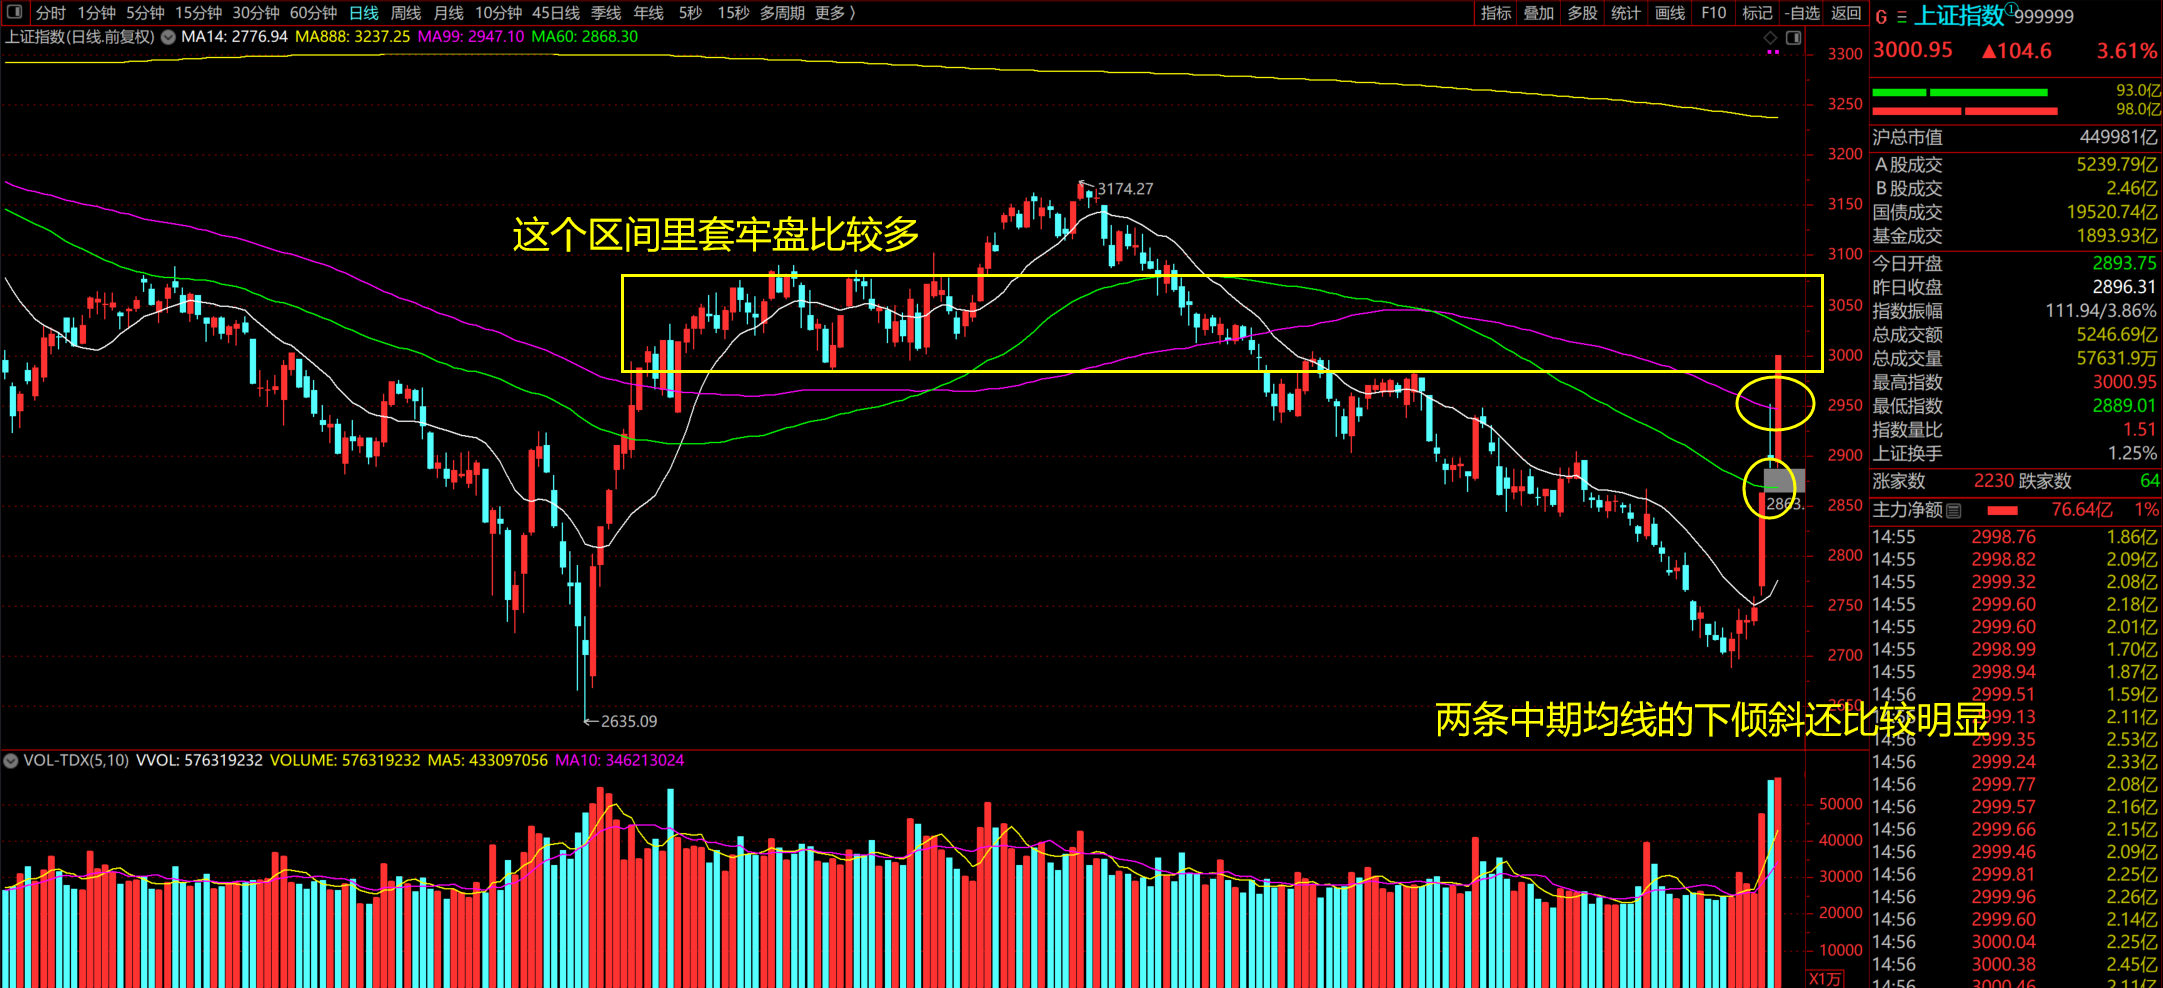 分时 1分钟 5分钟 15分钟 30分钟 60分钟 日线 周线 月线 10分钟 45日线 季线 年线 5秒 15秒 多周期 更多 〉 指标 叠加 多股 统计 画线 F10 标记 -自选 返回
上证指数(日线.前复权) MA14: 2776.94 MA888: 3237.25 MA99: 2947.10 MA60: 2868.30
3300
3250
3200
3150
3100
3050
3000
2950
2900
2850
2800
2750
2700
3174.27
这个区间里套牢盘比较多
2863.
2635.09
两条中期均线的下倾斜还比较明显
VOL-TDX(5,10) VVOL: 576319232 VOLUME: 576319232 MA5: 433097056 MA10: 346213024
50000
40000
30000
20000
10000
X1万
G 上证指数① 999999
3000.95 ▲104.6 3.61%
93.0亿
98.0亿
沪总市值 449981亿
A股成交 5239.79亿
B股成交 2.46亿
国债成交 19520.74亿
基金成交 1893.93亿
今日开盘 2893.75
昨日收盘 2896.31
指数振幅 111.94/3.86%
总成交额 5246.69亿
总成交量 57631.9万
最高指数 3000.95
最低指数 2889.01
指数量比 1.51
上证换手 1.25%
涨家数 2230 跌家数 64
主力净额 76.64亿 1%
14:55 2998.76 1.86亿
14:55 2998.82 2.09亿
14:55 2999.32 2.08亿
14:55 2999.60 2.18亿
14:55 2999.60 2.01亿
14:55 2998.99 1.70亿
14:55 2998.94 1.87亿
14:56 2999.51 1.59亿
2.11亿
14:56 2999.35 2.53亿
14:56 2999.24 2.33亿
14:56 2999.77 2.08亿
14:56 2999.57 2.16亿
14:56 2999.66 2.15亿
14:56 2999.46 2.09亿
14:56 2999.81 2.25亿
14:56 2999.96 2.26亿
14:56 2999.60 2.14亿
14:56 3000.04 2.25亿
14:56 3000.38 2.45亿
14:56 3000.46 2.11亿